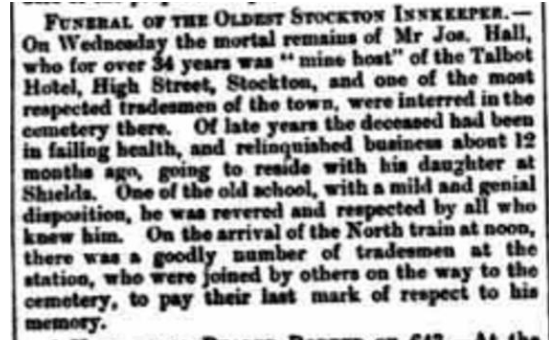 FUNERAL OF THE OLDEST STOCKTON INNKEEPER.—
On Wednesday the mortal remains of Mr Jos. Hall,
who for over 34 years was "mine host" of the Talbot
Hotel, High Street, Stockton, and one of the most
respected tradesmen of the town, were interred in the
cemetery there. Of late years the deceased had been
in failing health, and relinquished business about 12
months ago, going to reside with his daughter at
Shields. One of the old school, with a mild and genial
disposition, he was revered and respected by all who
knew him. On the arrival of the North train at noon,
there was a goodly number of tradesmen at the
station, who were joined by others on the way to the
cemetery, to pay their last mark of respect to his
memory.
At the